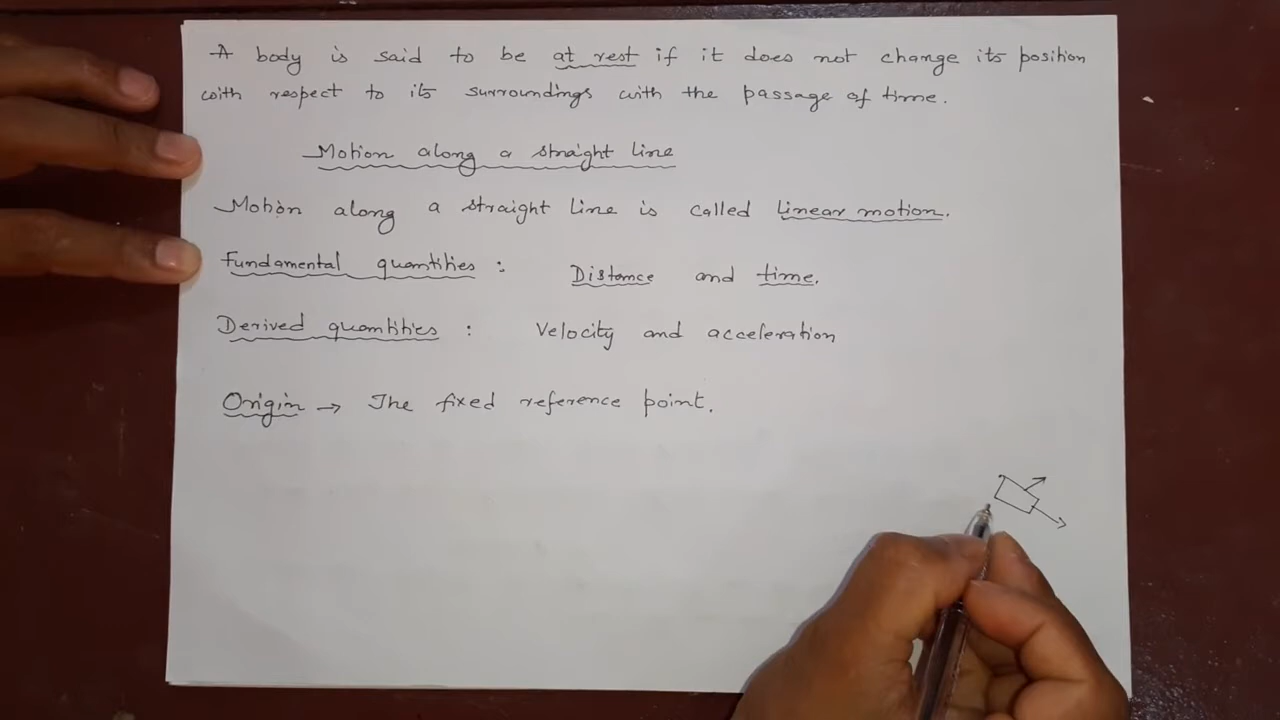 A body is said to be at rest if it does not change its position
with respect to its surroundings with the passage of time.
Motion along a straight line
Motion along a straight line is called linear motion.
Fundamental quantities : Distance and time.
Derived quantities : Velocity and acceleration
Origin → The fixed reference point.